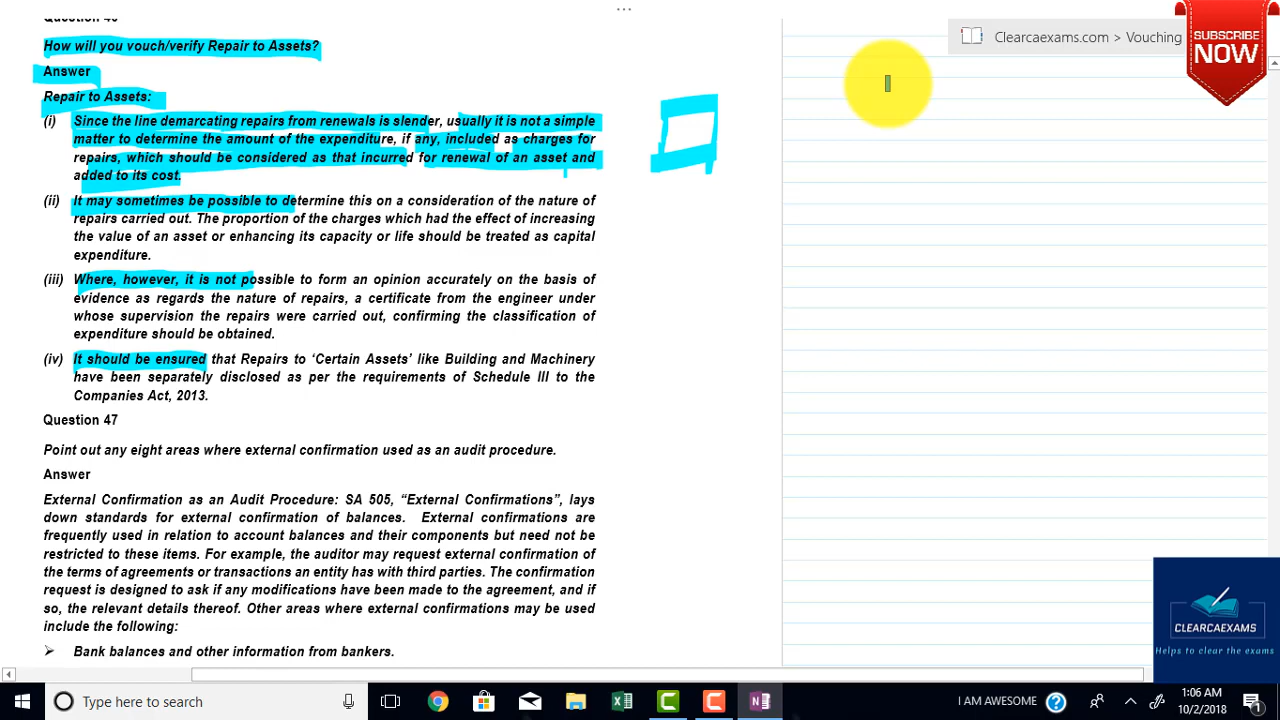 Clearcaexams.com > Vouching
SUBSCRIBE
NOW
How will you vouch/verify Repair to Assets?
Answer
Repair to Assets:
(i) Since the line demarcating repairs from renewals is slender, usually it is not a simple
matter to determine the amount of the expenditure, if any, included as charges for
repairs, which should be considered as that incurred for renewal of an asset and
added to its cost.
(ii) It may sometimes be possible to determine this on a consideration of the nature of
repairs carried out. The proportion of the charges which had the effect of increasing
the value of an asset or enhancing its capacity or life should be treated as capital
expenditure.
(iii) Where, however, it is not possible to form an opinion accurately on the basis of
evidence as regards the nature of repairs, a certificate from the engineer under
whose supervision the repairs were carried out, confirming the classification of
expenditure should be obtained.
(iv) It should be ensured that Repairs to ‘Certain Assets’ like Building and Machinery
have been separately disclosed as per the requirements of Schedule III to the
Companies Act, 2013.
Question 47
Point out any eight areas where external confirmation used as an audit procedure.
Answer
External Confirmation as an Audit Procedure: SA 505, “External Confirmations”, lays
down standards for external confirmation of balances. External confirmations are
frequently used in relation to account balances and their components but need not be
restricted to these items. For example, the auditor may request external confirmation of
the terms of agreements or transactions an entity has with third parties. The confirmation
request is designed to ask if any modifications have been made to the agreement, and if
so, the relevant details thereof. Other areas where external confirmations may be used
include the following:
➢ Bank balances and other information from bankers.
CLEARCAEXAMS
Helps to clear the exams
Type here to search
I AM AWESOME
1:06 AM
10/2/2018
1